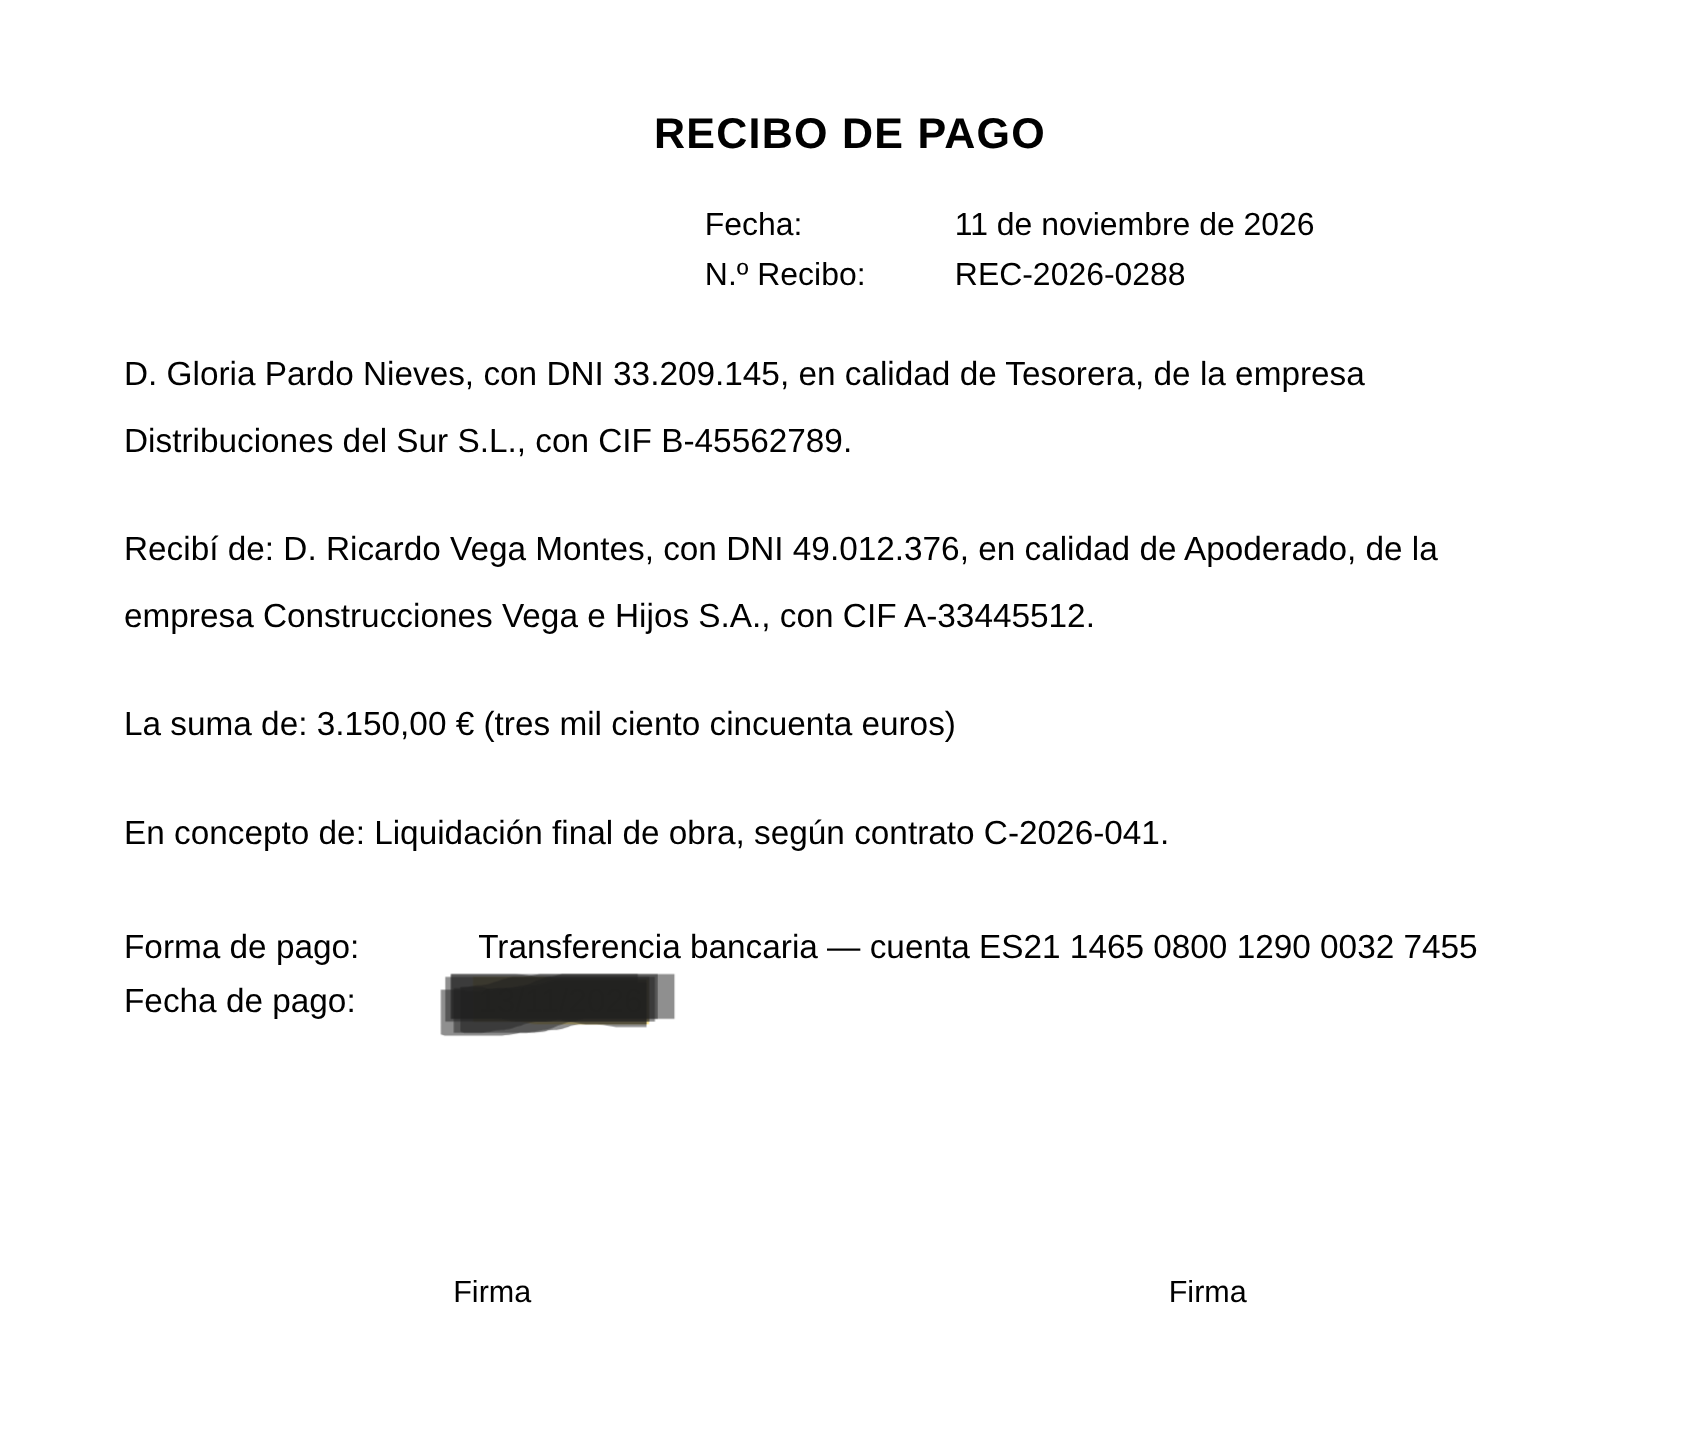 RECIBO DE PAGO
Fecha: 11 de noviembre de 2026
N.º Recibo: REC-2026-0288
D. Gloria Pardo Nieves, con DNI 33.209.145, en calidad de Tesorera, de la empresa
Distribuciones del Sur S.L., con CIF B-45562789.
Recibí de: D. Ricardo Vega Montes, con DNI 49.012.376, en calidad de Apoderado, de la
empresa Construcciones Vega e Hijos S.A., con CIF A-33445512.
La suma de: 3.150,00 € (tres mil ciento cincuenta euros)
En concepto de: Liquidación final de obra, según contrato C-2026-041.
Forma de pago: Transferencia bancaria — cuenta ES21 1465 0800 1290 0032 7455
Fecha de pago:
Firma Firma